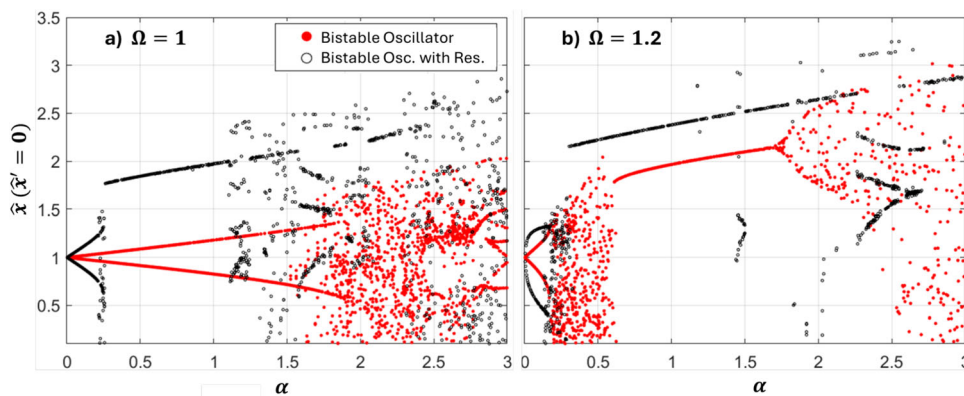 a) Ω = 1
Bistable Oscillator
Bistable Osc. with Res.
b) Ω = 1.2
x̂ (x̂′ = 0)
3.5
3
2.5
2
1.5
1
0.5
0 0.5 1 1.5 2 2.5 3
0 0.5 1 1.5 2 2.5 3
α
α